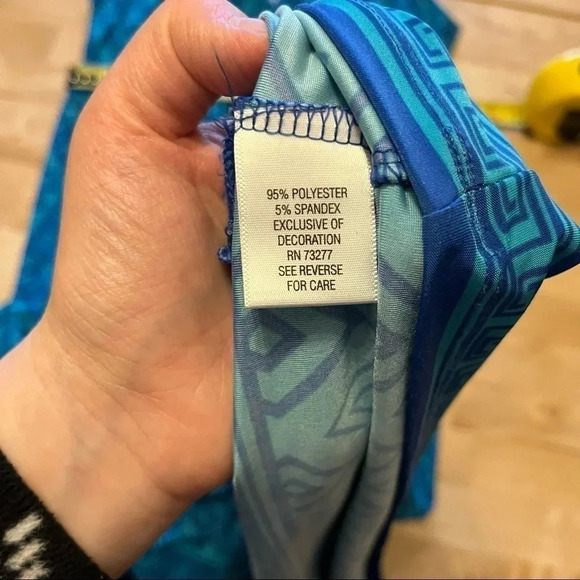 95% POLYESTER
5% SPANDEX
EXCLUSIVE OF
DECORATION
RN 73277
SEE REVERSE
FOR CARE